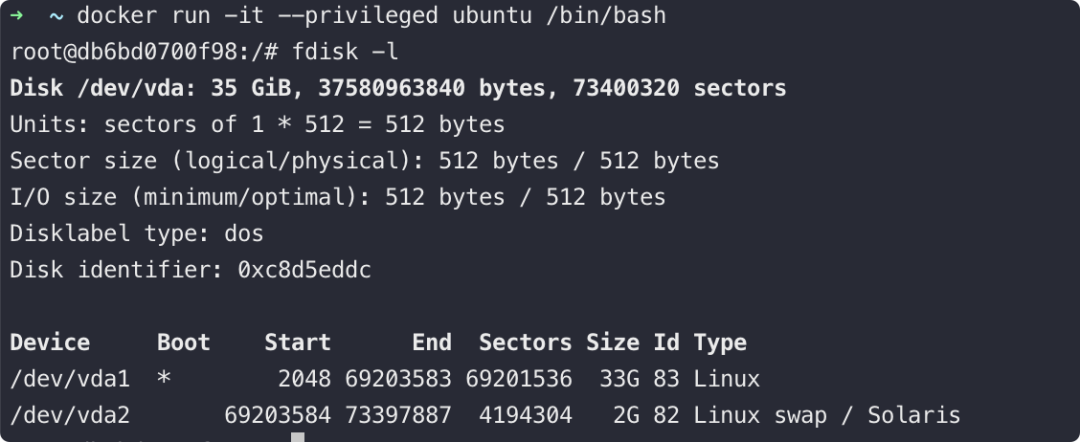 → ~ docker run -it --privileged ubuntu /bin/bash
root@db6bd0700f98:/# fdisk -l
Disk /dev/vda: 35 GiB, 37580963840 bytes, 73400320 sectors
Units: sectors of 1 * 512 = 512 bytes
Sector size (logical/physical): 512 bytes / 512 bytes
I/O size (minimum/optimal): 512 bytes / 512 bytes
Disklabel type: dos
Disk identifier: 0xc8d5eddc
Device Boot Start End Sectors Size Id Type
/dev/vda1 * 2048 69203583 69201536 33G 83 Linux
/dev/vda2 69203584 73397887 4194304 2G 82 Linux swap / Solaris